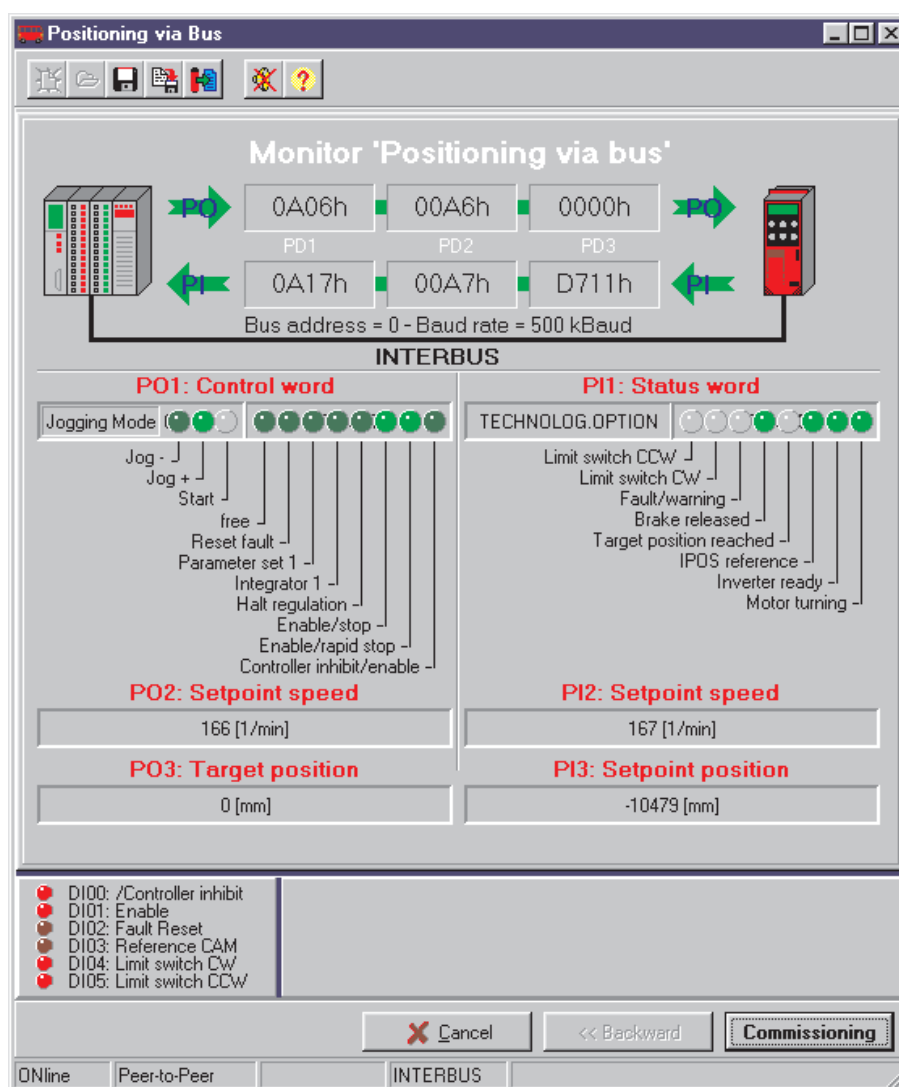 Positioning via Bus
Monitor 'Positioning via bus'
PO 0A06h 00A6h 0000h PO
PD1 PD2 PD3
PI 0A17h 00A7h D711h PI
Bus address = 0 - Baud rate = 500 kBaud
INTERBUS
PO1: Control word
Jogging Mode
Jog -
Jog +
Start
free
Reset fault
Parameter set 1
Integrator 1
Halt regulation
Enable/stop
Enable/rapid stop
Controller inhibit/enable
PI1: Status word
TECHNOLOG.OPTION
Limit switch CCW
Limit switch CW
Fault/warning
Brake released
Target position reached
IPOS reference
Inverter ready
Motor turning
PO2: Setpoint speed
166 [1/min]
PI2: Setpoint speed
167 [1/min]
PO3: Target position
0 [mm]
PI3: Setpoint position
-10479 [mm]
DI00: /Controller inhibit
DI01: Enable
DI02: Fault Reset
DI03: Reference CAM
DI04: Limit switch CW
DI05: Limit switch CCW
Cancel << Backward Commissioning
ONline Peer-to-Peer INTERBUS